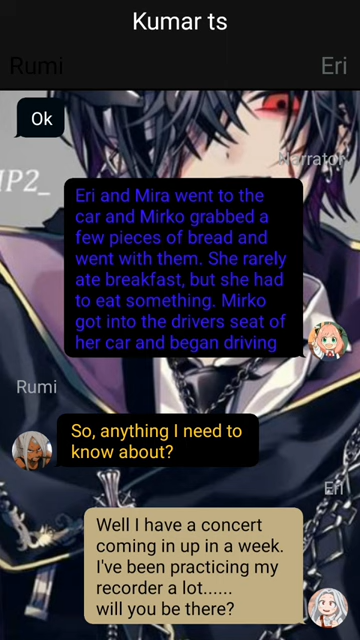 Kumar ts
Rumi
Eri
Ok
Narrator
IP2_
Eri and Mira went to the
car and Mirko grabbed a
few pieces of bread and
went with them. She rarely
ate breakfast, but she had
to eat something. Mirko
got into the drivers seat of
her car and began driving
Rumi
So, anything I need to
know about?
Eri
Well I have a concert
coming in up in a week.
I've been practicing my
recorder a lot......
will you be there?